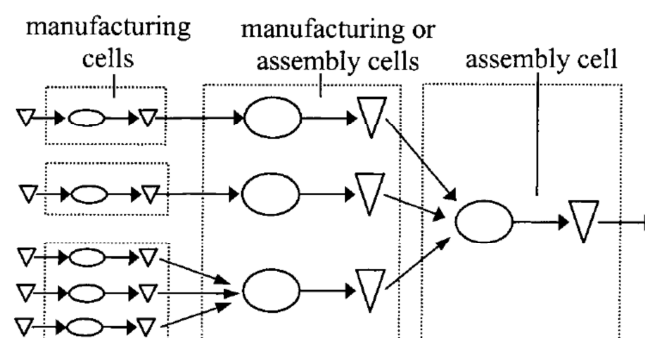 manufacturing
cells
manufacturing or
assembly cells
assembly cell